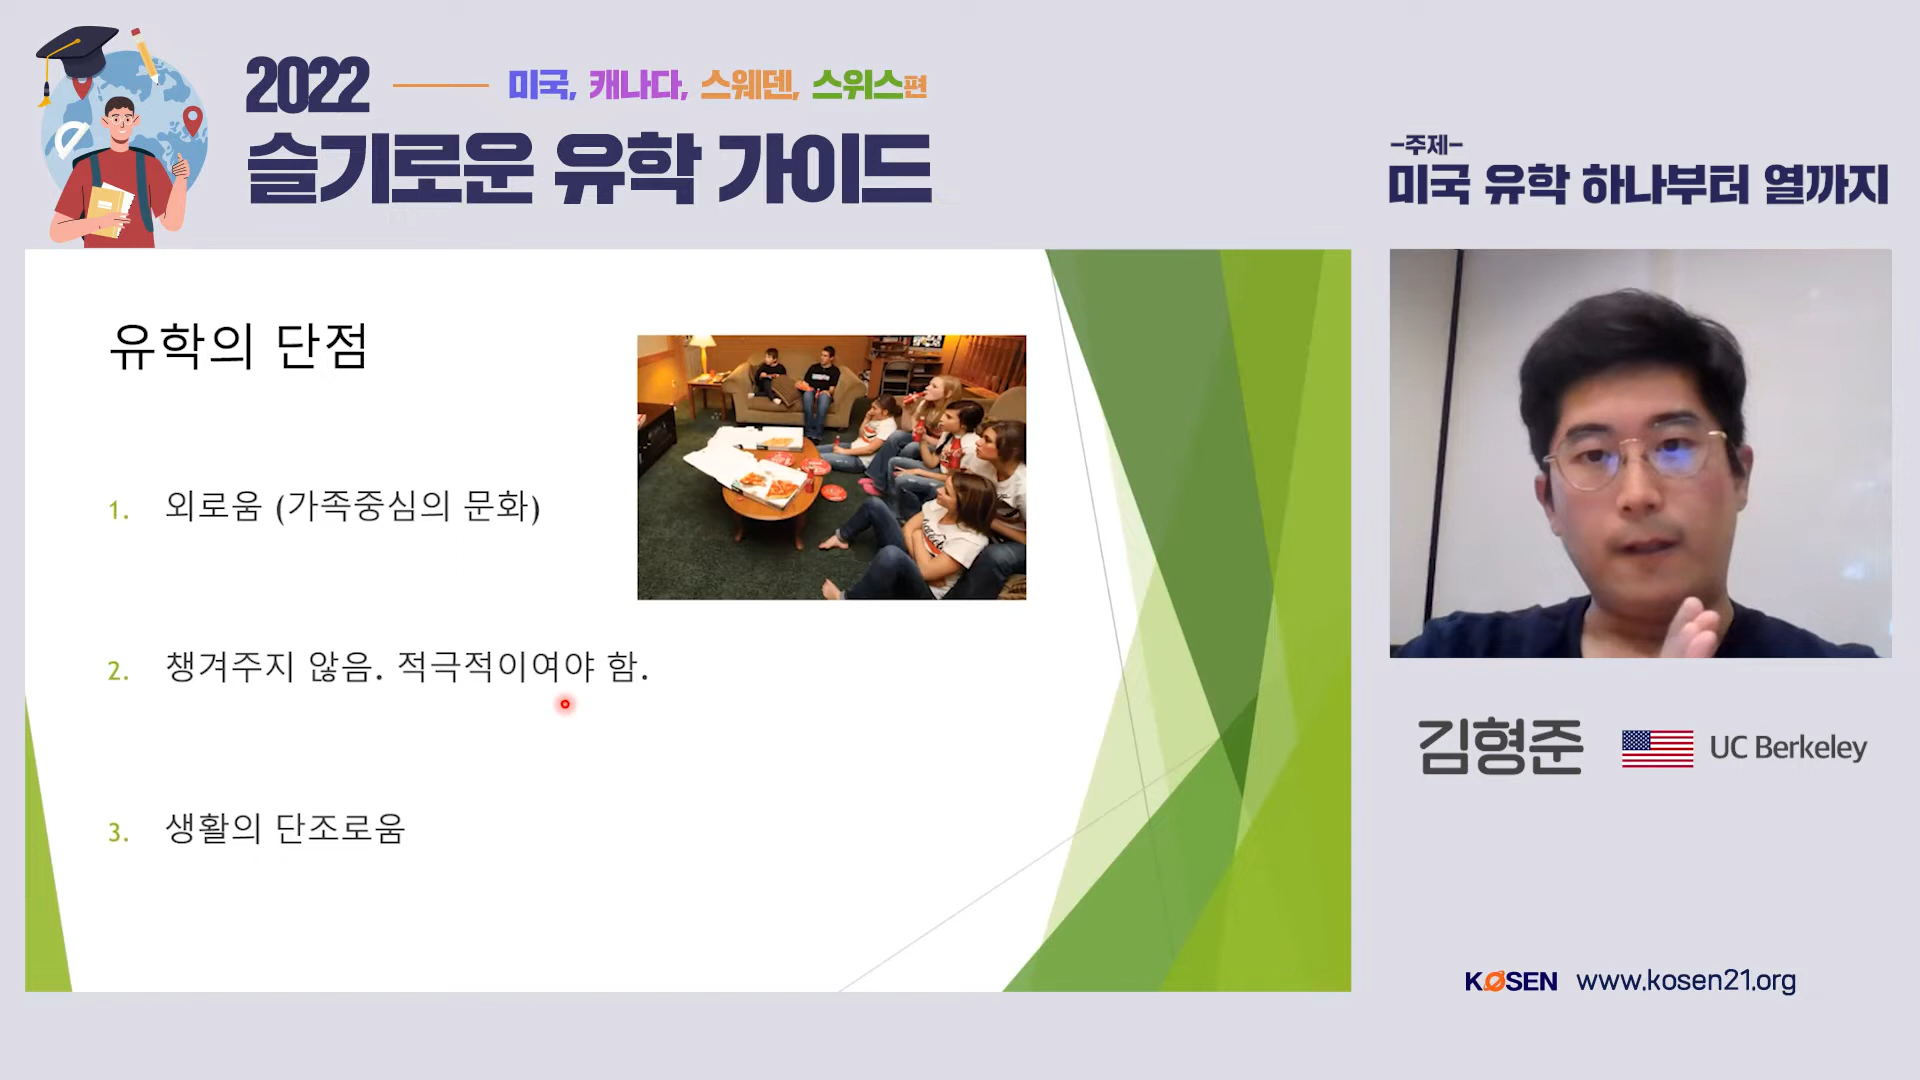 2022
미국, 캐나다, 스웨덴, 스위스편
슬기로운 유학 가이드
-주제-
미국 유학 하나부터 열까지
유학의 단점
1. 외로움 (가족중심의 문화)
2. 챙겨주지 않음. 적극적이여야 함.
3. 생활의 단조로움
김형준
UC Berkeley
KOSEN www.kosen21.org